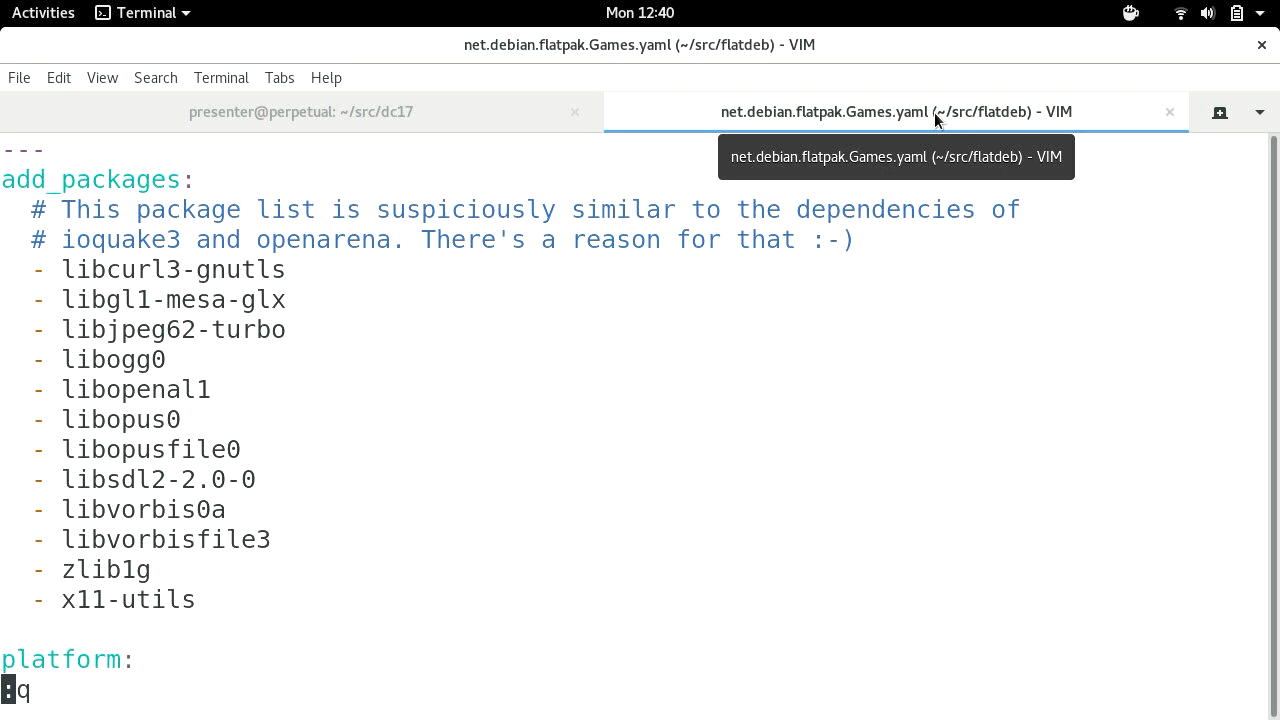 Activities Terminal Mon 12:40
net.debian.flatpak.Games.yaml (~/src/flatdeb) - VIM
File Edit View Search Terminal Tabs Help
presenter@perpetual: ~/src/dc17 net.debian.flatpak.Games.yaml (~/src/flatdeb) - VIM
net.debian.flatpak.Games.yaml (~/src/flatdeb) - VIM
---
add_packages:
# This package list is suspiciously similar to the dependencies of
# ioquake3 and openarena. There's a reason for that :-)
- libcurl3-gnutls
- libgl1-mesa-glx
- libjpeg62-turbo
- libogg0
- libopenal1
- libopus0
- libopusfile0
- libsdl2-2.0-0
- libvorbis0a
- libvorbisfile3
- zlib1g
- x11-utils
platform:
:q